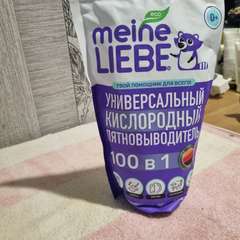 eco
meine
LIEBE
0+
ТВОЙ ПОМОЩНИК ДЛЯ ВСЕГО!
УНИВЕРСАЛЬНЫЙ
КИСЛОРОДНЫЙ
ПЯТНОВЫВОДИТЕЛЬ
100 В 1